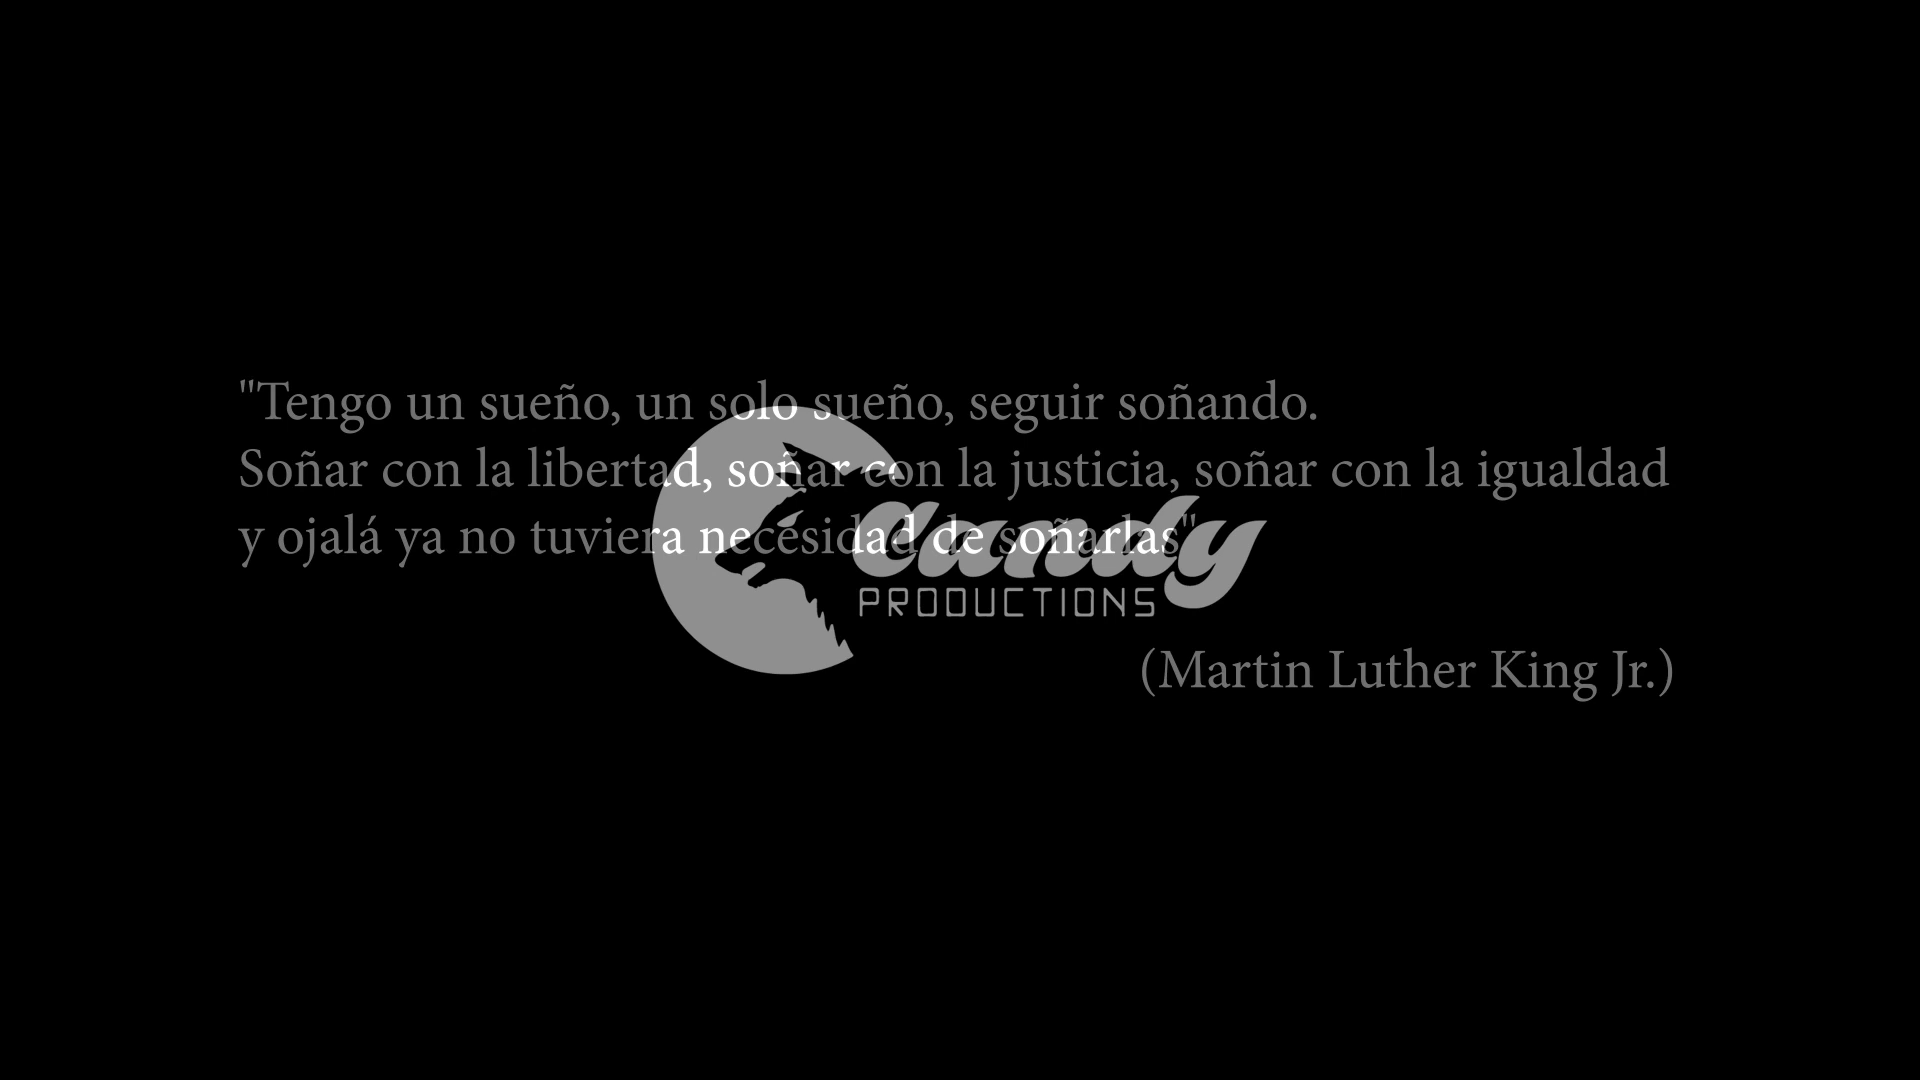 "Tengo un sueño, un solo sueño, seguir soñando.
Soñar con la libertad, soñar con la justicia, soñar con la igualdad
y ojalá ya no tuviera necesidad de soñarlas"
Candy
PRODUCTIONS
(Martin Luther King Jr.)